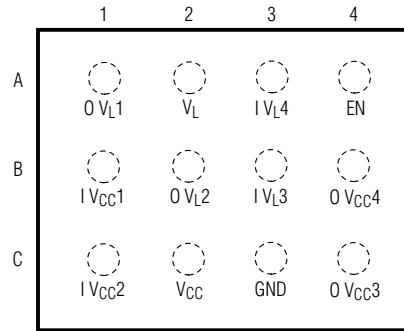 1 2 3 4
A
O VL1 VL I VL4 EN
B
I VCC1 O VL2 I VL3 O VCC4
C
I VCC2 VCC GND O VCC3